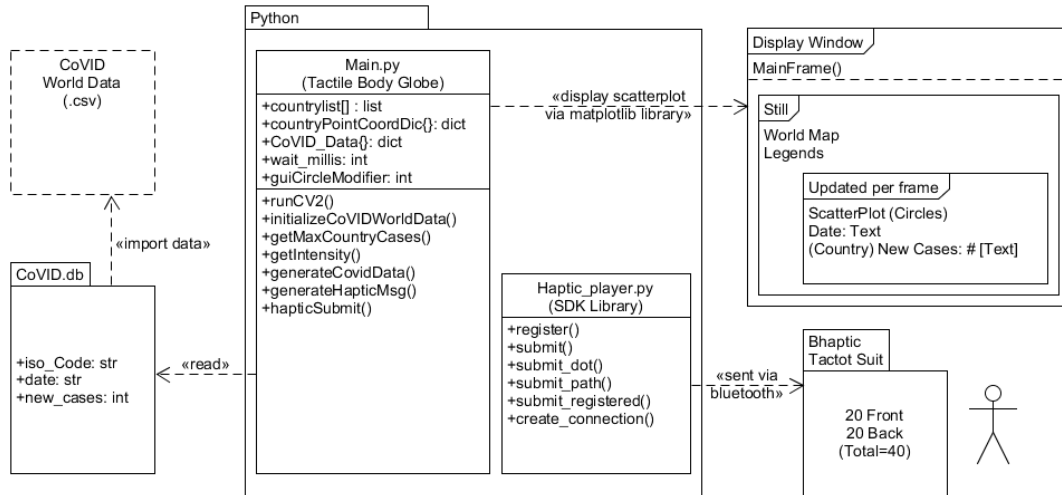 CoVID
World Data
(.csv)
«import data»
CoVID.db
+iso_Code: str
+date: str
+new_cases: int
«read»
Python
Main.py
(Tactile Body Globe)
+countrylist[] : list
+countryPointCoordDic{}: dict
+CoVID_Data{}: dict
+wait_millis: int
+guiCircleModifier: int
+runCV2()
+initializeCoVIDWorldData()
+getMaxCountryCases()
+getIntensity()
+generateCovidData()
+generateHapticMsg()
+hapticSubmit()
Haptic_player.py
(SDK Library)
+register()
+submit()
+submit_dot()
+submit_path()
+submit_registered()
+create_connection()
«display scatterplot
via matplotlib library»
«sent via
bluetooth»
Display Window
MainFrame()
Still
World Map
Legends
Updated per frame
ScatterPlot (Circles)
Date: Text
(Country) New Cases: # [Text]
Bhaptic
Tactot Suit
20 Front
20 Back
(Total=40)